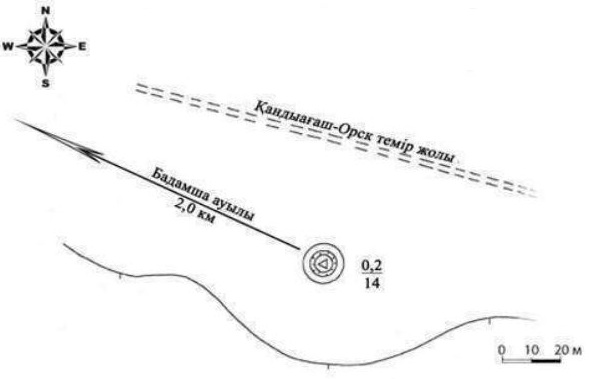 N
W E
S
Қандыағаш-Орск темір жолы
Бадамша ауылы
2,0 км
0,2
14
0 10 20 м